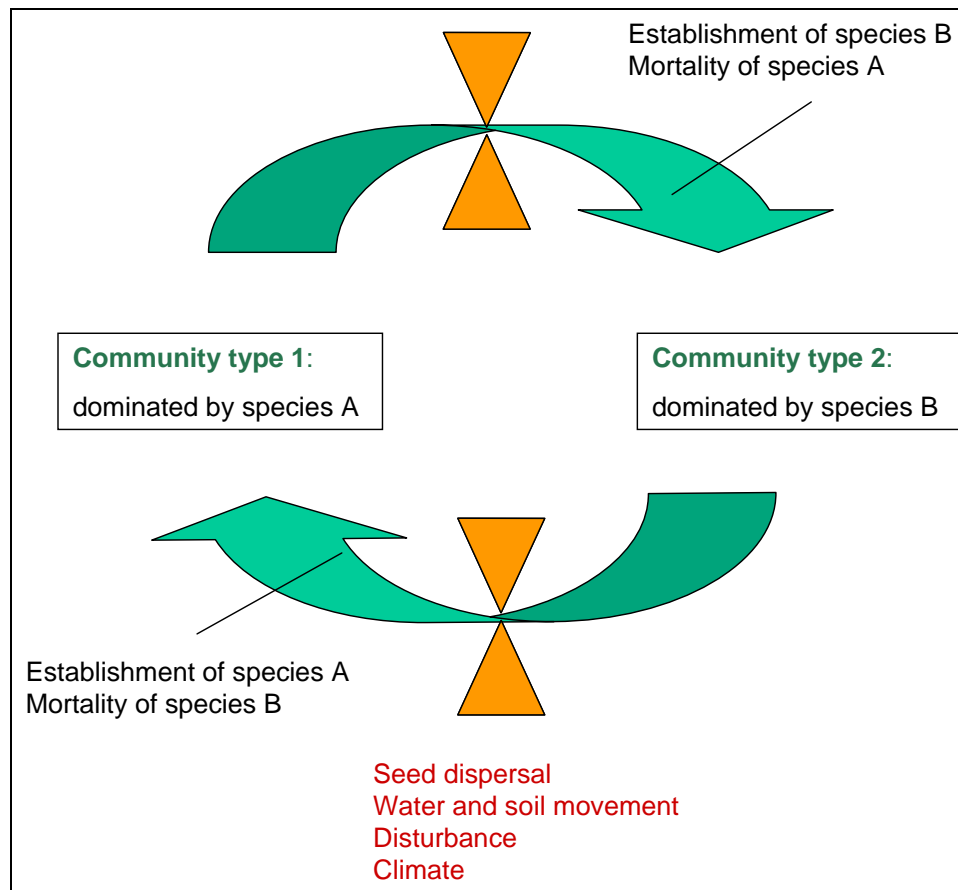 Establishment of species B
Mortality of species A
Community type 1:
dominated by species A
Community type 2:
dominated by species B
Establishment of species A
Mortality of species B
Seed dispersal
Water and soil movement
Disturbance
Climate